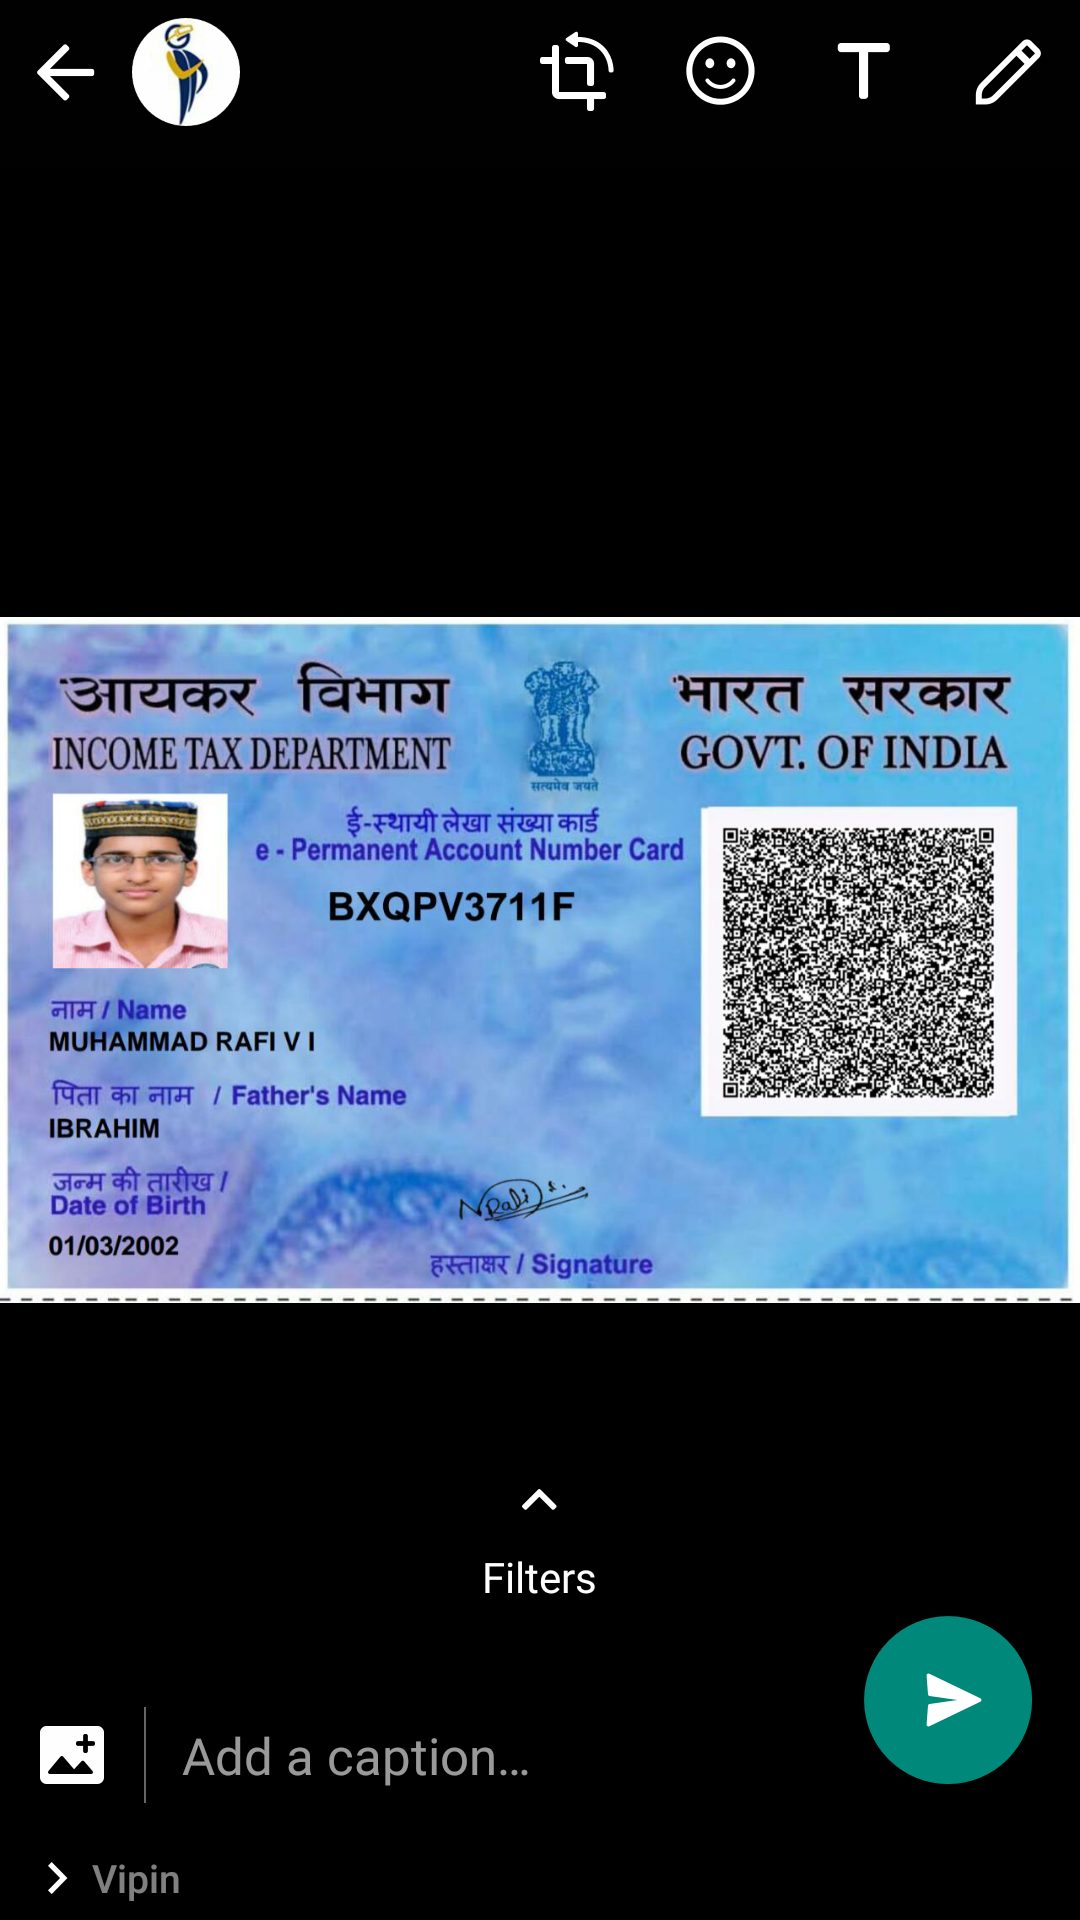 आयकर विभाग
INCOME TAX DEPARTMENT
सत्यमेव जयते
भारत सरकार
GOVT. OF INDIA
ई-स्थायी लेखा संख्या कार्ड
e - Permanent Account Number Card
BXQPV3711F
नाम / Name
MUHAMMAD RAFI V I
पिता का नाम / Father's Name
IBRAHIM
जन्म की तारीख /
Date of Birth
01/03/2002
हस्ताक्षर / Signature
Filters
Add a caption...
Vipin